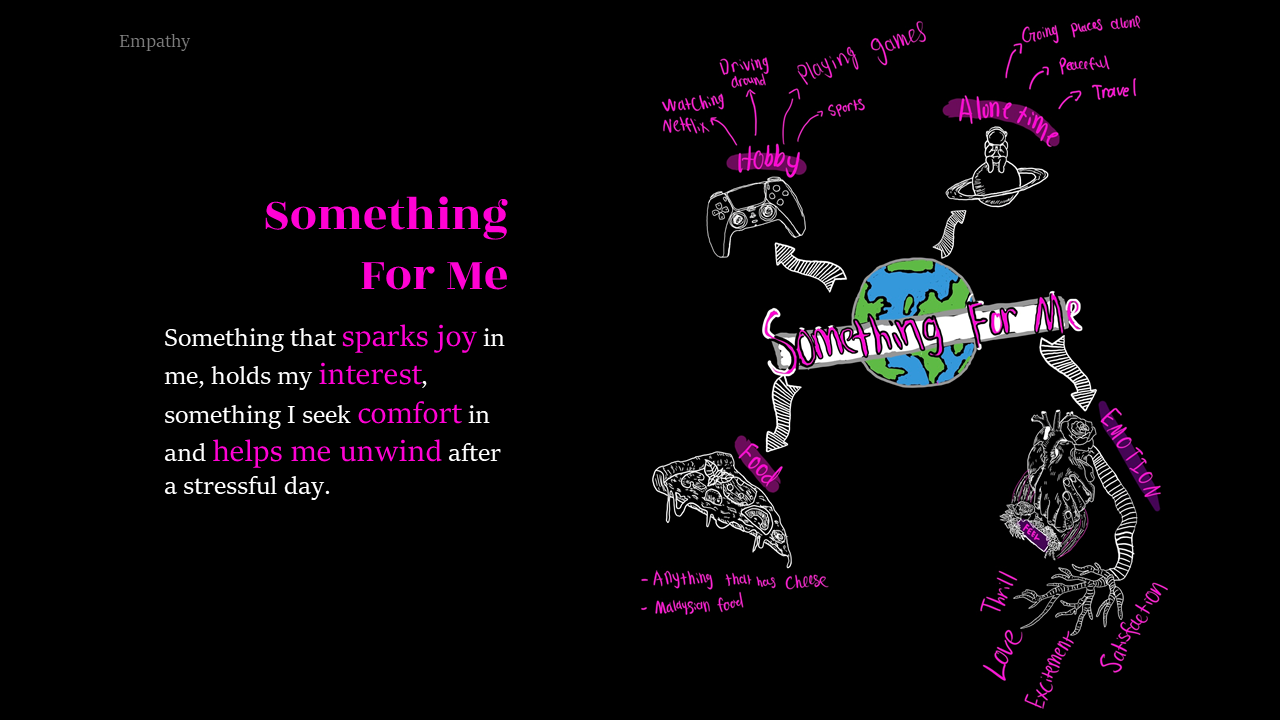 Empathy
Something
For Me
Something that sparks joy in
me, holds my interest,
something I seek comfort in
and helps me unwind after
a stressful day.
Watching
Netflix
Driving
around
Playing games
Sports
Hobby
Going places alone
Peaceful
Travel
Alone time
Something For Me
Food
- Anything that has cheese
- Malaysian food
EMOTION
FEEL
Thrill
Love
Excitement
Satisfaction